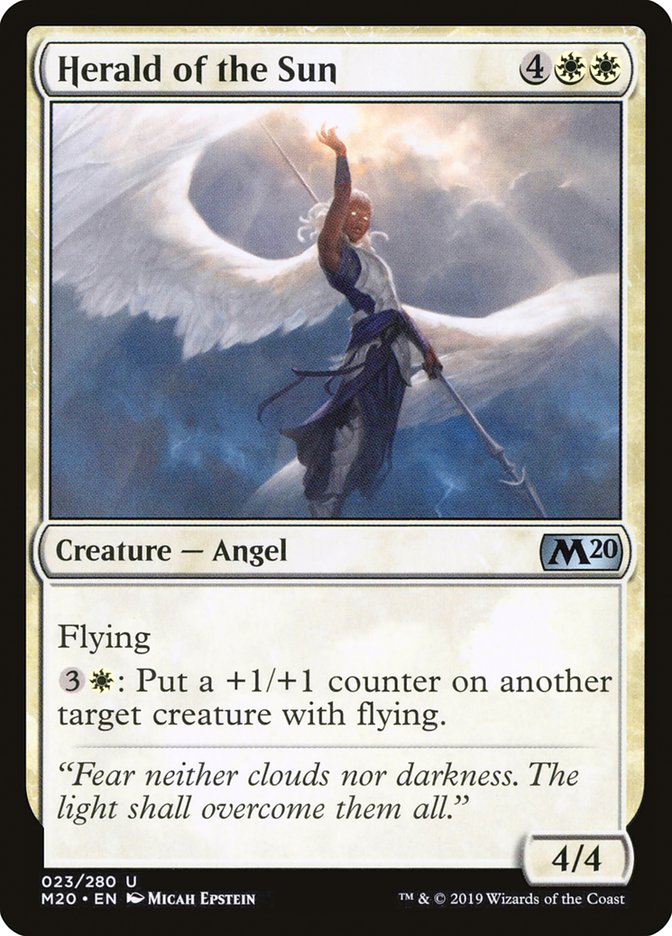 Herald of the Sun 4
Creature — Angel M20
Flying
3: Put a +1/+1 counter on another
target creature with flying.
“Fear neither clouds nor darkness. The
light shall overcome them all.”
4/4
023/280 U
M20 • EN Micah Epstein
™ & © 2019 Wizards of the Coast